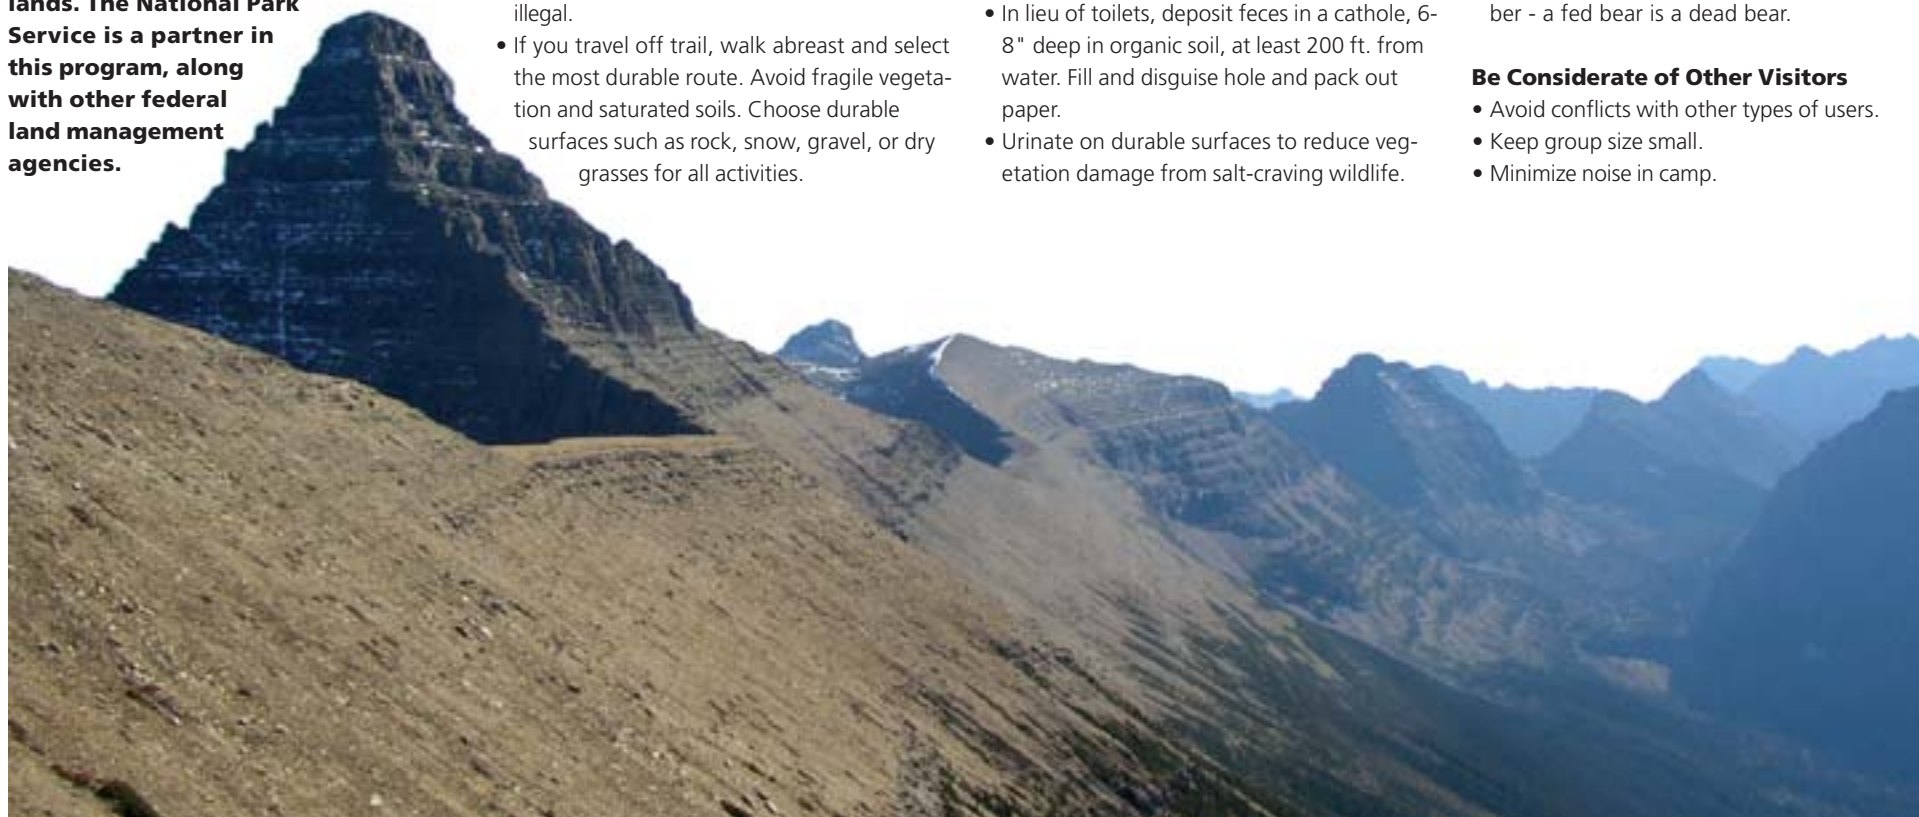 lands. The National Park
Service is a partner in
this program, along
with other federal
land management
agencies.
illegal.
• If you travel off trail, walk abreast and select
the most durable route. Avoid fragile vegeta-
tion and saturated soils. Choose durable
surfaces such as rock, snow, gravel, or dry
grasses for all activities.
• In lieu of toilets, deposit feces in a cathole, 6-
8" deep in organic soil, at least 200 ft. from
water. Fill and disguise hole and pack out
paper.
• Urinate on durable surfaces to reduce veg-
etation damage from salt-craving wildlife.
ber - a fed bear is a dead bear.
Be Considerate of Other Visitors
• Avoid conflicts with other types of users.
• Keep group size small.
• Minimize noise in camp.